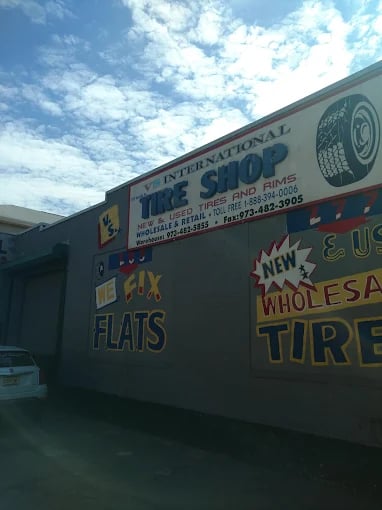 VS INTERNATIONAL
TIRE SHOP
NEW & USED TIRES AND RIMS
WHOLESALE & RETAIL • TOLL FREE 1-888-394-0006
Warehouse: 973-482-5855 • Fax: 973-482-3905
V.S.
WE FIX
FLATS
& US
NEW
WHOLESA
TIRE